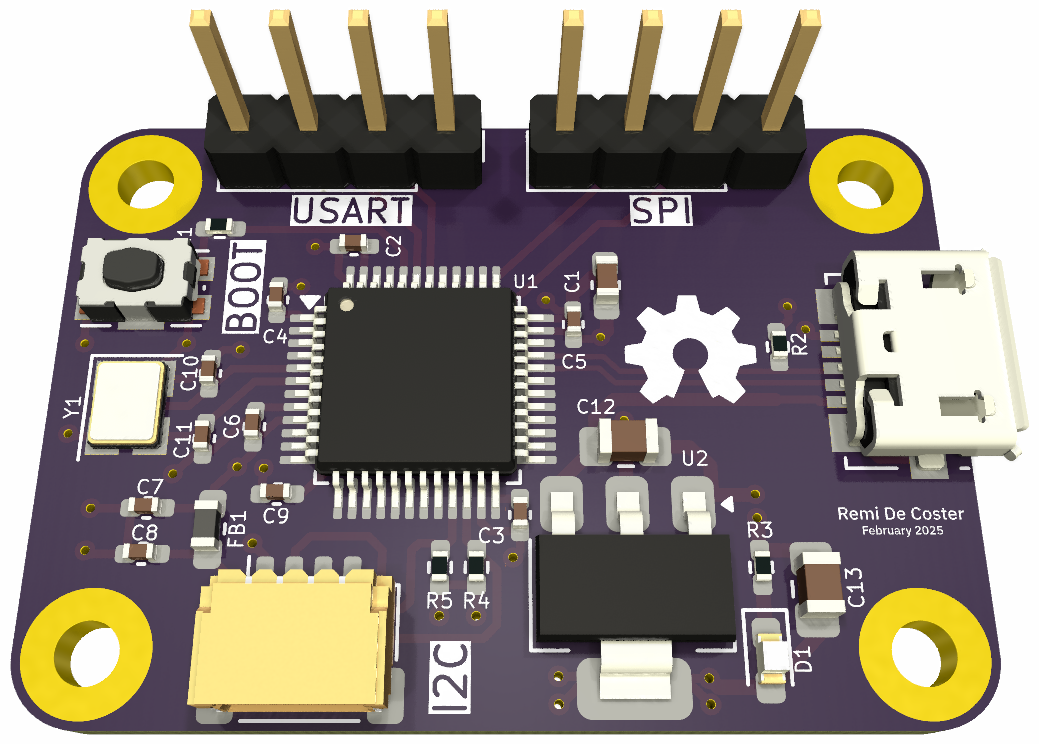 USART
SPI
1
C2
BOOT
U1
C1
C4
C5
R2
C10
Y1
C12
C6
C11
U2
C7
C9
Remi De Coster
February 2025
FB1
C8
C3
R3
R5
R4
C13
I2C
D1